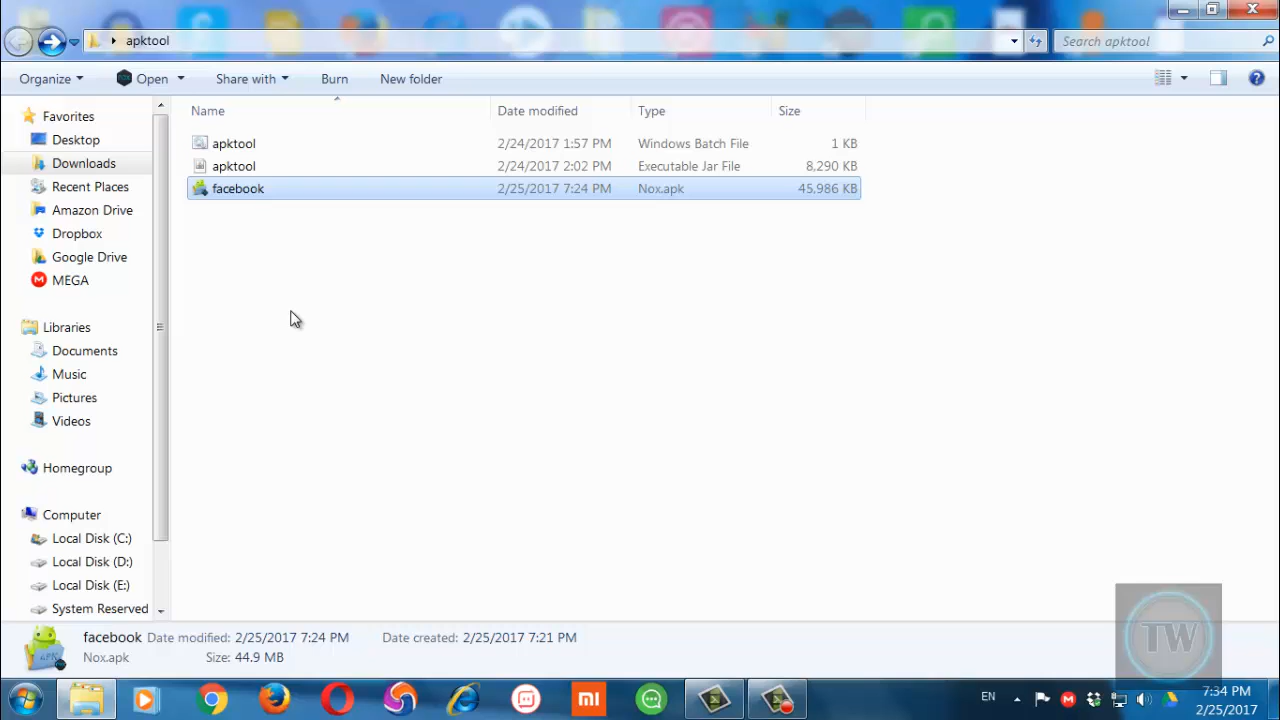 apktool
Search apktool
Organize Open Share with Burn New folder
Name Date modified Type Size
Favorites
Desktop
Downloads
Recent Places
Amazon Drive
Dropbox
Google Drive
MEGA
Libraries
Documents
Music
Pictures
Videos
Homegroup
Computer
Local Disk (C:)
Local Disk (D:)
Local Disk (E:)
System Reserved
apktool 2/24/2017 1:57 PM Windows Batch File 1 KB
apktool 2/24/2017 2:02 PM Executable Jar File 8,290 KB
facebook 2/25/2017 7:24 PM Nox.apk 45,986 KB
facebook Date modified: 2/25/2017 7:24 PM Date created: 2/25/2017 7:21 PM
Nox.apk Size: 44.9 MB
APK
TW
mi
EN
7:34 PM
2/25/2017